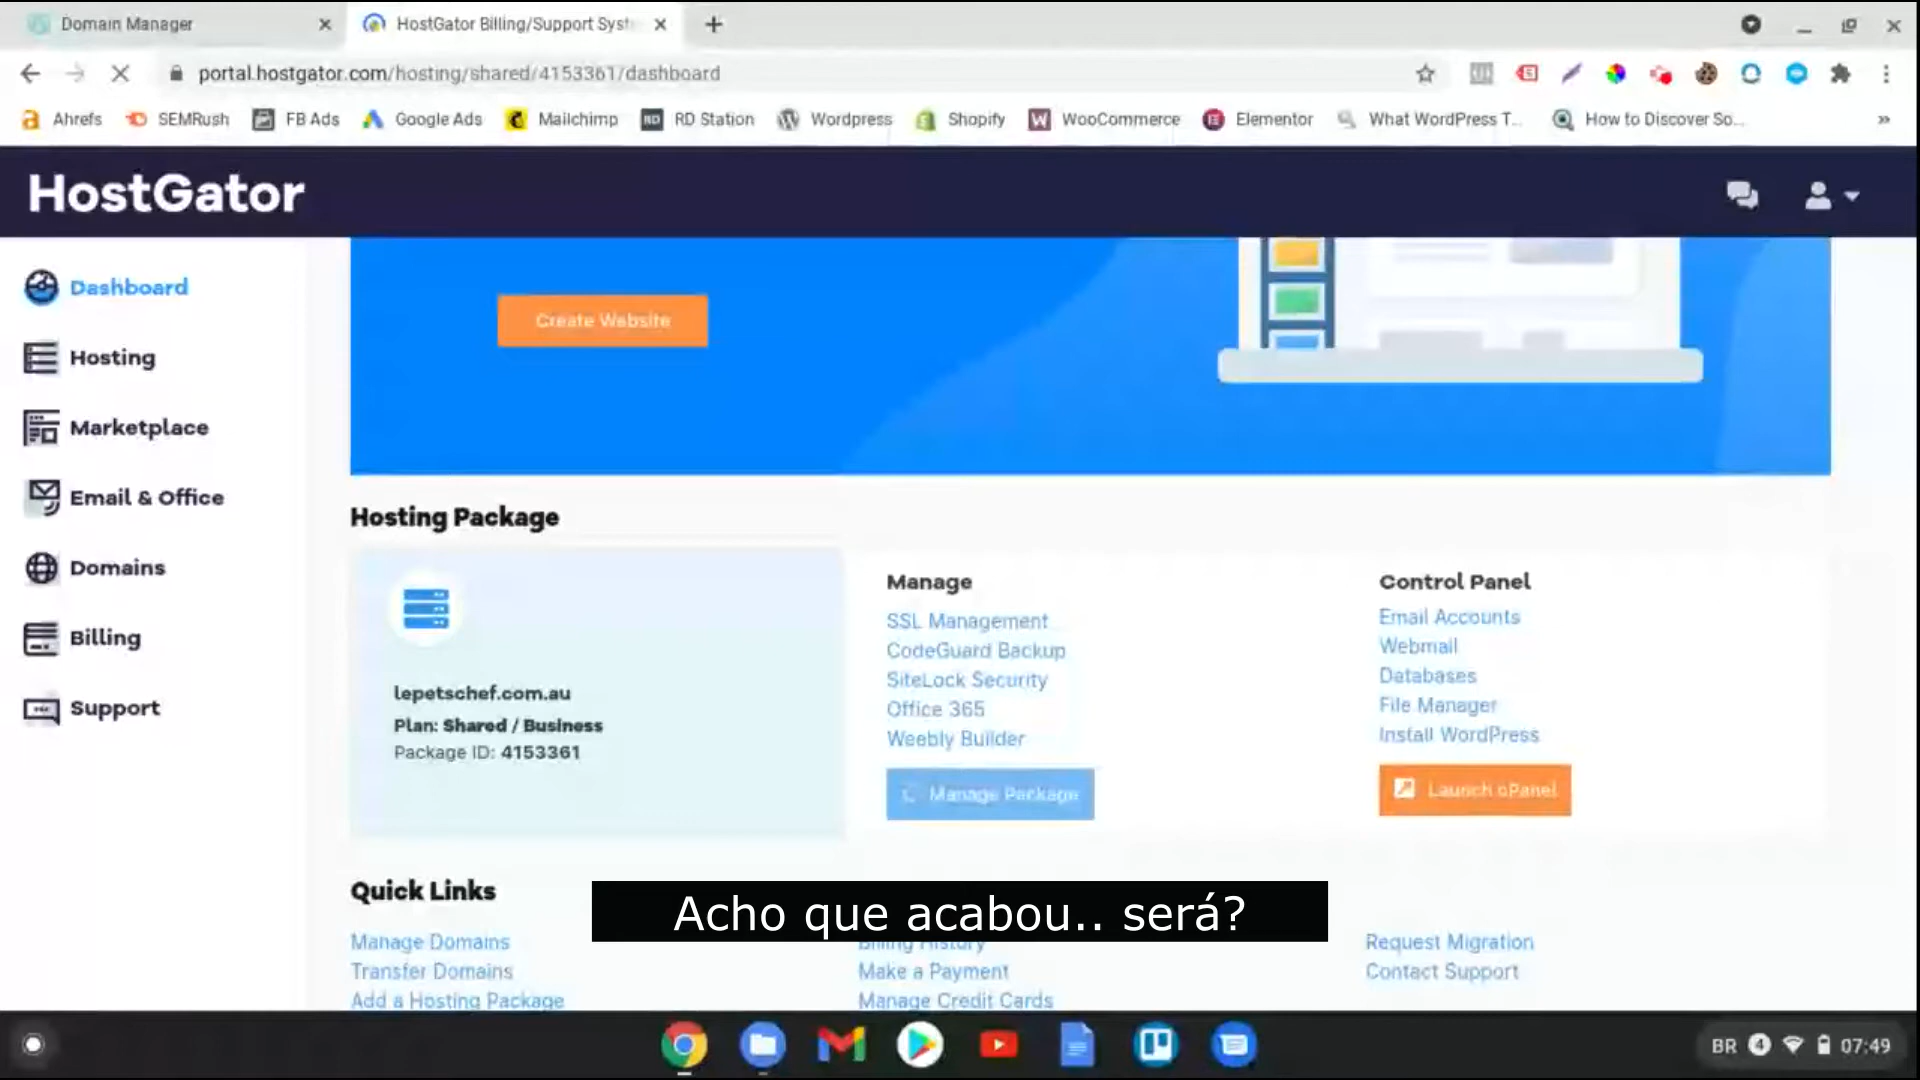 Domain Manager
HostGator Billing/Support Syst
portal.hostgator.com/hosting/shared/4153361/dashboard
Ahrefs
SEMRush
FB Ads
Google Ads
Mailchimp
RD Station
Wordpress
Shopify
WooCommerce
Elementor
What WordPress T...
How to Discover So...
HostGator
Dashboard
Hosting
Marketplace
Email & Office
Domains
Billing
Support
Create Website
Hosting Package
lepetschef.com.au
Plan: Shared / Business
Package ID: 4153361
Manage
SSL Management
CodeGuard Backup
SiteLock Security
Office 365
Weebly Builder
Manage Package
Control Panel
Email Accounts
Webmail
Databases
File Manager
Install WordPress
Launch cPanel
Quick Links
Manage Domains
Transfer Domains
Add a Hosting Package
Billing History
Make a Payment
Manage Credit Cards
Request Migration
Contact Support
Acho que acabou.. será?
BR 4 07:49